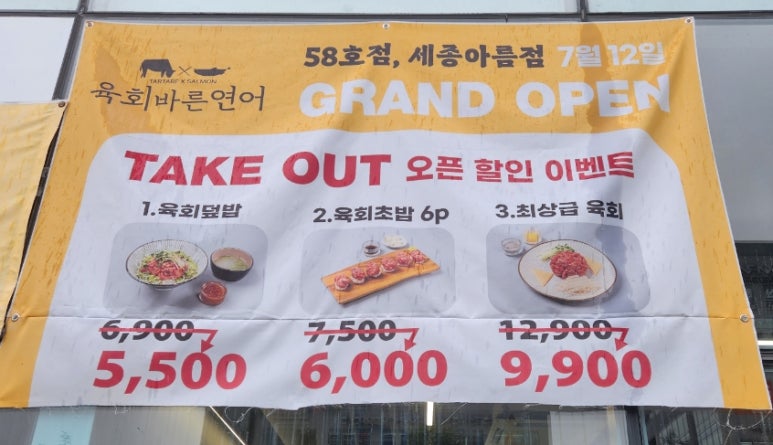 58호점, 세종아름점 7월 12일
TARTARE X SALMON
육회바른연어
GRAND OPEN
TAKE OUT 오픈 할인 이벤트
1.육회덮밥
2.육회초밥 6p
3.최상급 육회
6,900
7,500
12,900
5,500
6,000
9,900